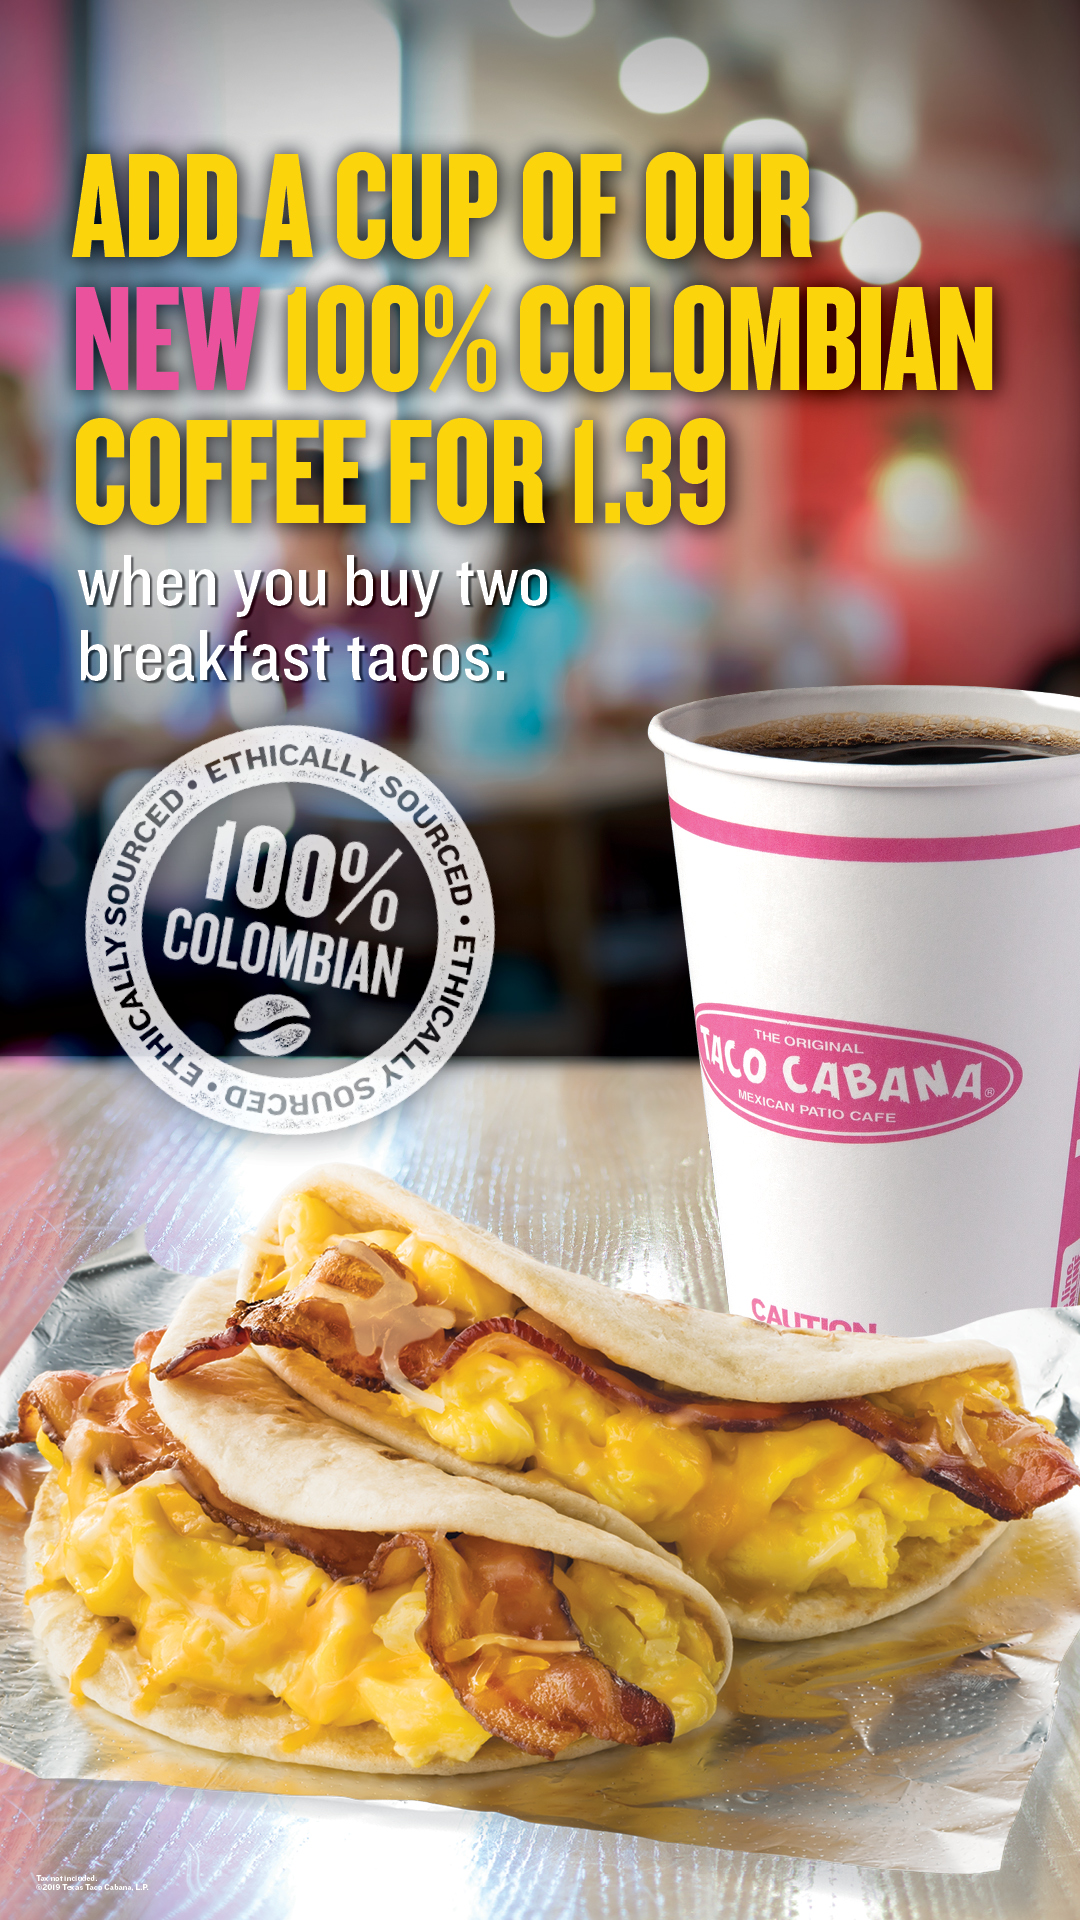 ADD A CUP OF OUR
NEW 100% COLOMBIAN
COFFEE FOR 1.39
when you buy two
breakfast tacos.
ETHICALLY SOURCED • ETHICALLY SOURCED • ETHICALLY SOURCED •
100%
COLOMBIAN
THE ORIGINAL
TACO CABANA®
MEXICAN PATIO CAFE
CAUTION
Tax not included.
©2019 Texas Taco Cabana, L.P.